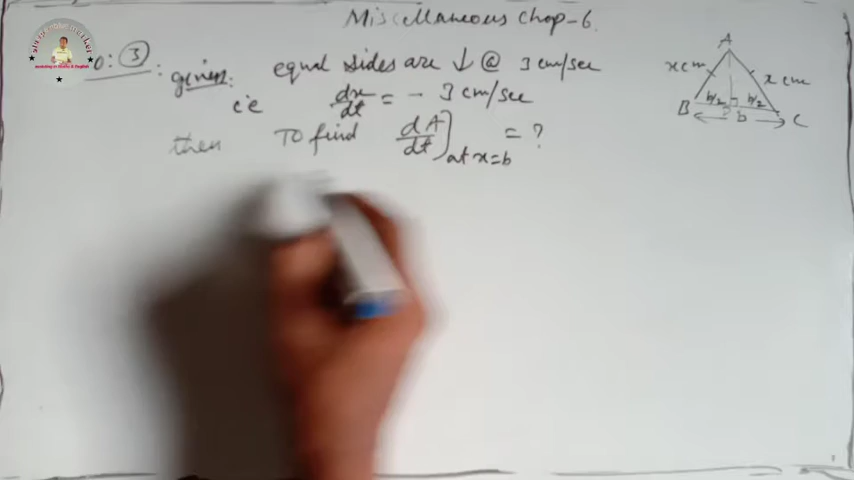 Miscellaneous Chap-6.
0: 3 : given: equal sides are ↓ @ 3 cm/sec
i.e dx/dt = - 3 cm/sec
then To find dA/dt]at x=b = ?
A
x cm x cm
B b/2 D b/2 C
b